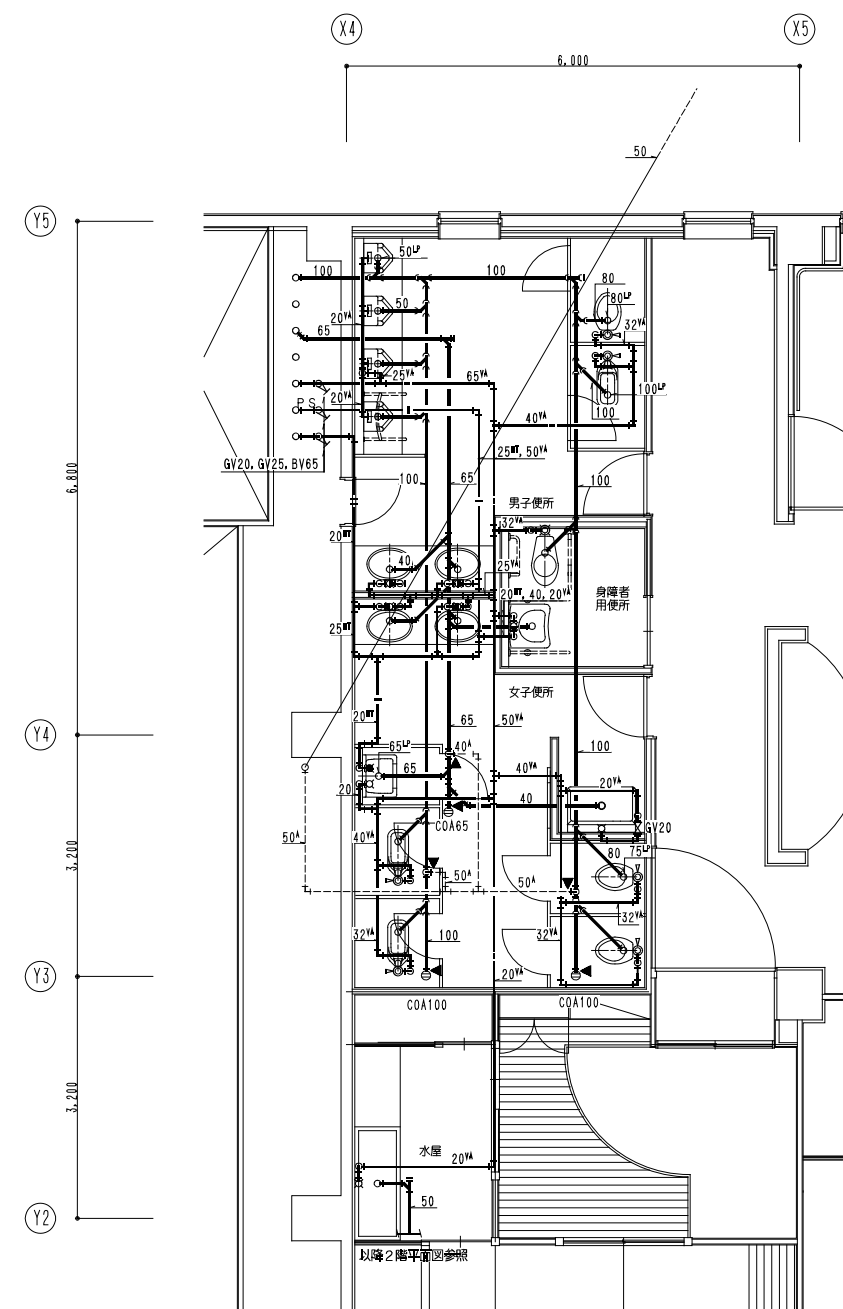 X4
X5
6,000
50
Y5
50LP
100
100
80
80LP
50
20VA
32VA
65
25VA
65VA
100LP
20VA
PS
100
40VA
25HT,50VA
GV20,GV25,BV65
100
65
100
6,800
男子便所
32VA
20HT
40
25VA
身障者
用便所
20HT,40,20VA
25HT
女子便所
20HT
65
50VA
Y4
65LP
40A
100
65
40VA
20VA
20
40
COA65
GV20
50A
40VA
80
75LP
3,200
50A
50A
32VA
32VA
100
32VA
Y3
20VA
COA100
COA100
3,200
水屋
20VA
50
Y2
以降2階平面図参照